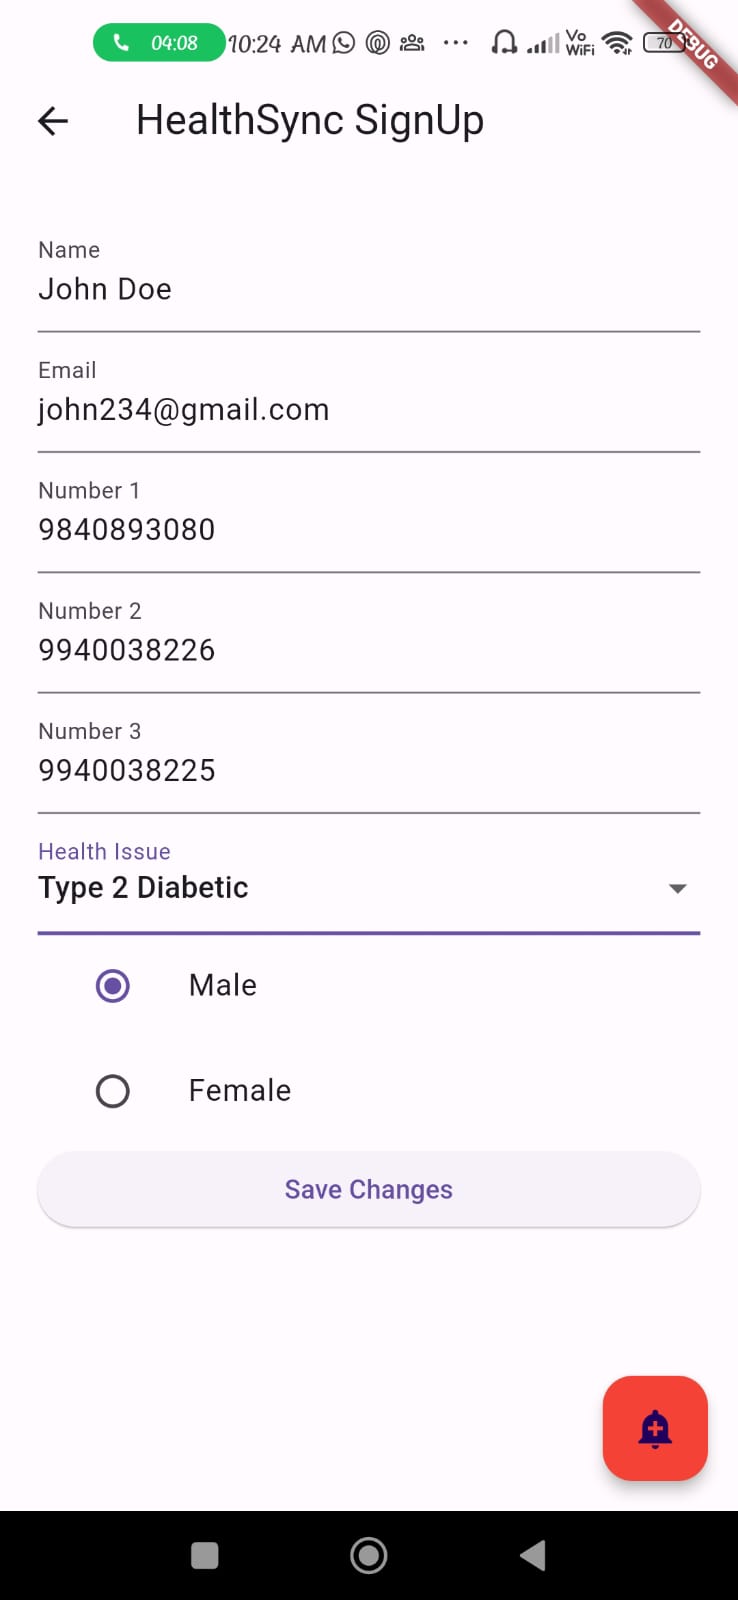 04:08 10:24 AM Vo WiFi 70 DEBUG
HealthSync SignUp
Name
John Doe
Email
john234@gmail.com
Number 1
9840893080
Number 2
9940038226
Number 3
9940038225
Health Issue
Type 2 Diabetic
Male
Female
Save Changes